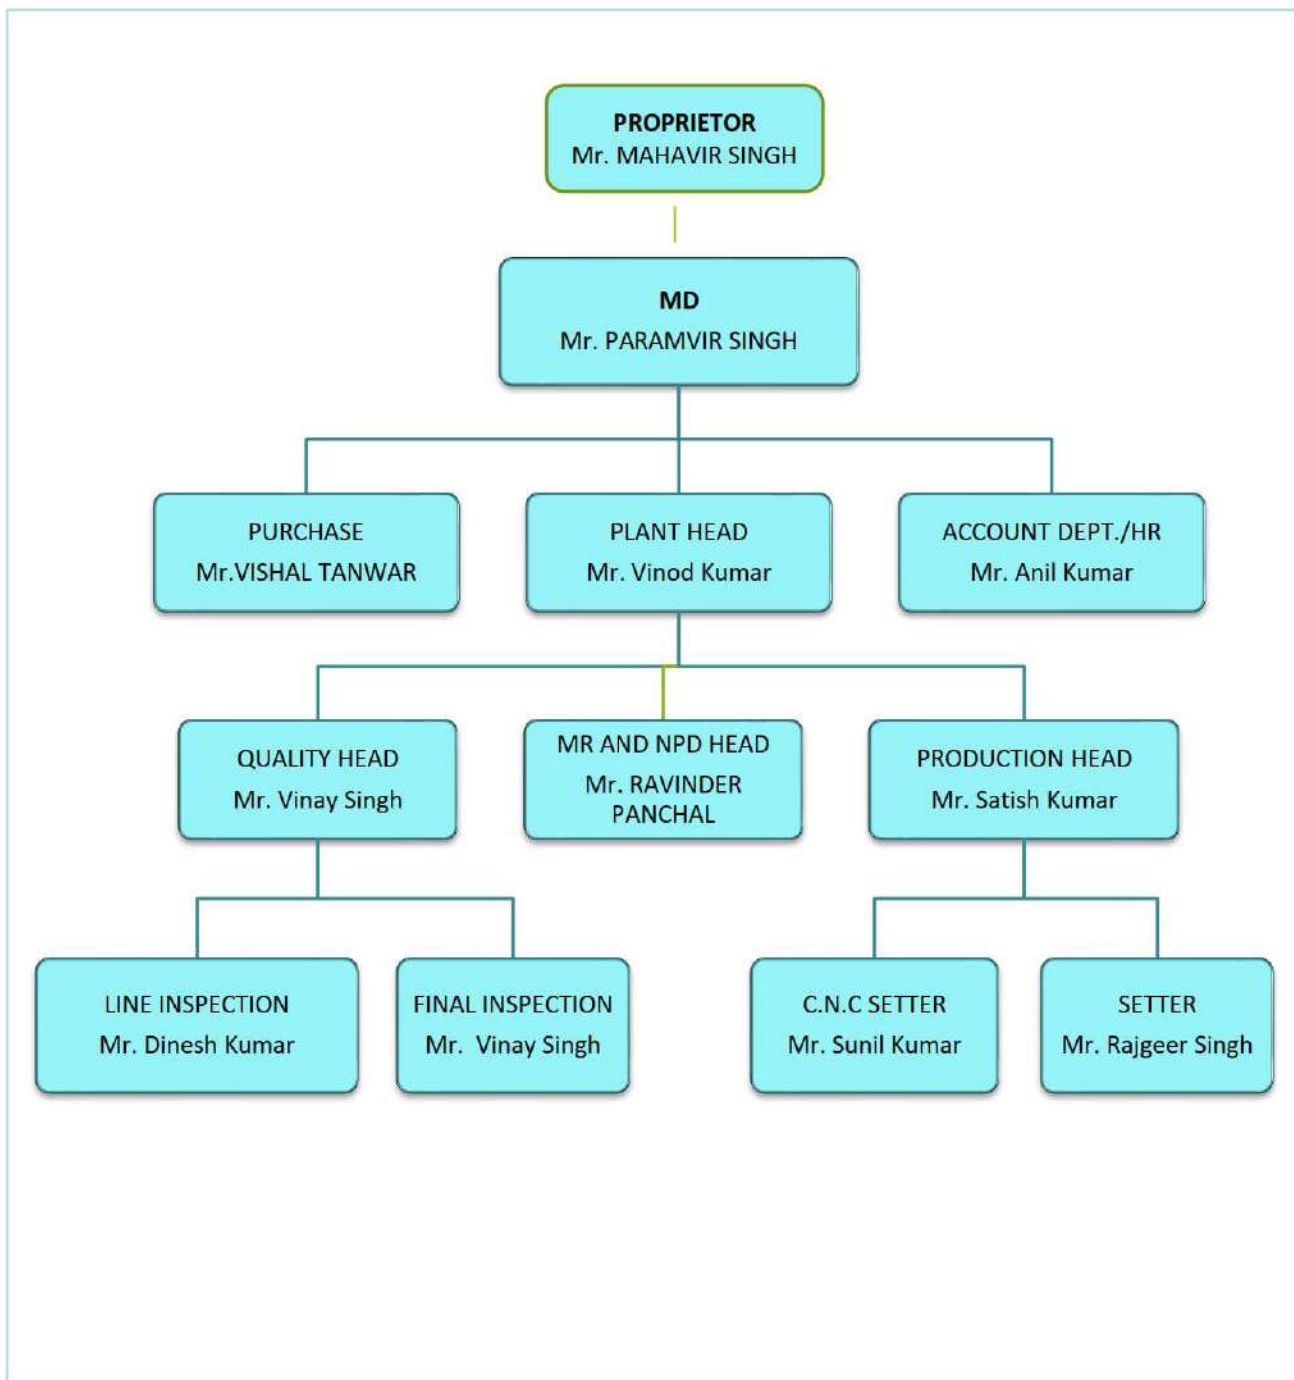 PROPRIETOR
Mr. MAHAVIR SINGH
MD
Mr. PARAMVIR SINGH
PURCHASE
Mr.VISHAL TANWAR
PLANT HEAD
Mr. Vinod Kumar
ACCOUNT DEPT./HR
Mr. Anil Kumar
QUALITY HEAD
Mr. Vinay Singh
MR AND NPD HEAD
Mr. RAVINDER
PANCHAL
PRODUCTION HEAD
Mr. Satish Kumar
LINE INSPECTION
Mr. Dinesh Kumar
FINAL INSPECTION
Mr.  Vinay Singh
C.N.C SETTER
Mr. Sunil Kumar
SETTER
Mr. Rajgeer Singh